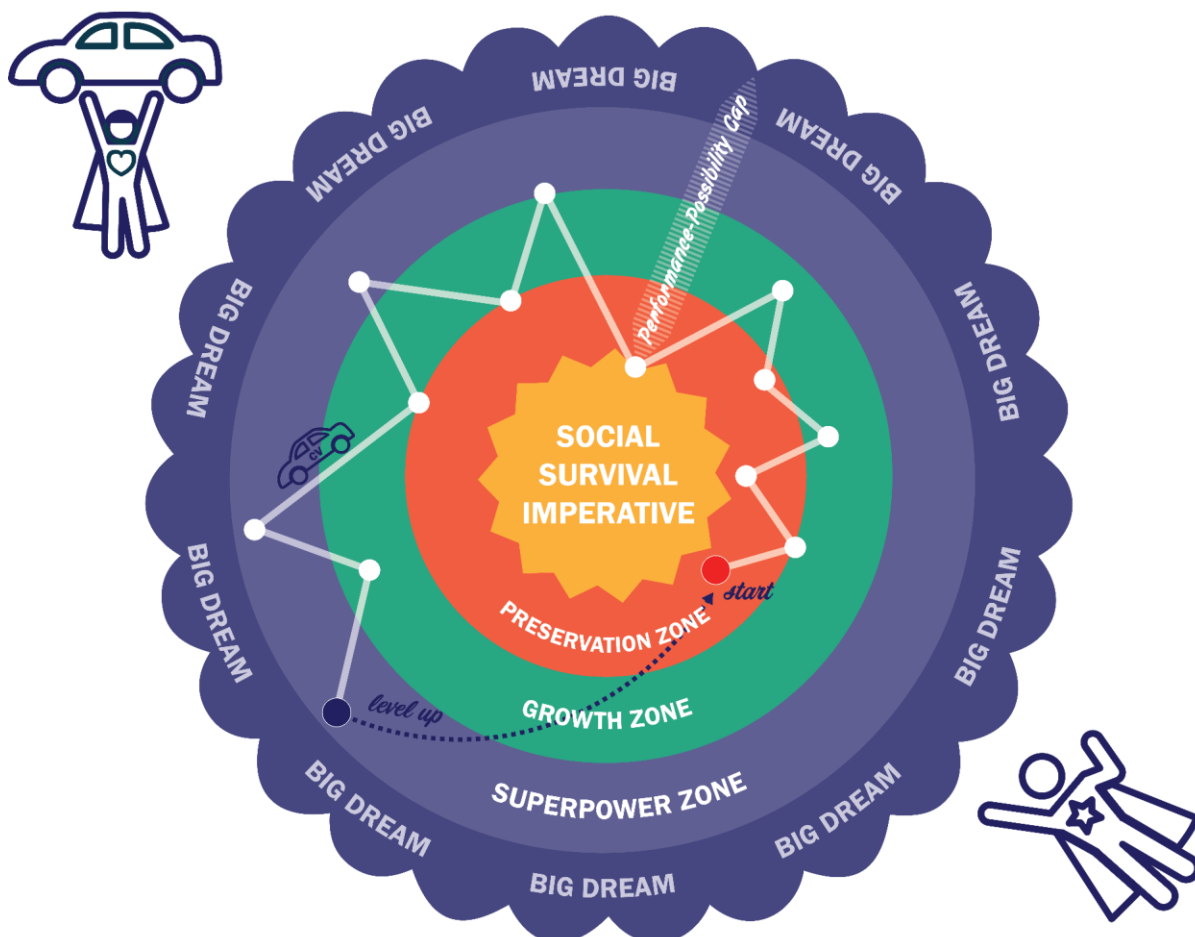 BIG DREAM
BIG DREAM
BIG DREAM
Performance-Possibility Gap
BIG DREAM
BIG DREAM
CV
SOCIAL
SURVIVAL
IMPERATIVE
start
PRESERVATION ZONE
BIG DREAM
BIG DREAM
level up
GROWTH ZONE
SUPERPOWER ZONE
BIG DREAM
BIG DREAM
BIG DREAM